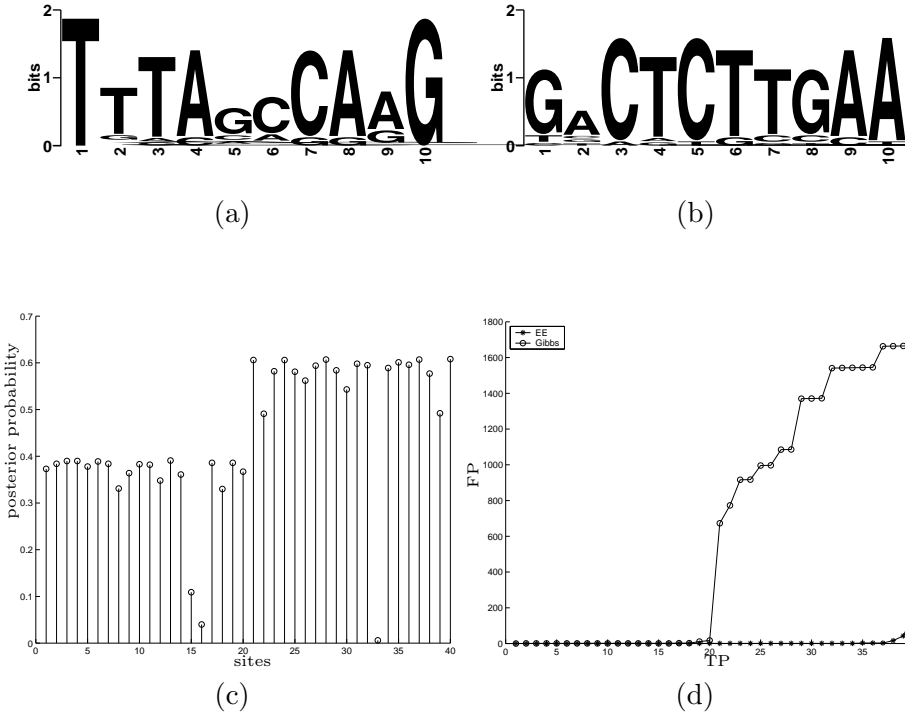 2
1
0
bits
T T T A G C C A A G
1 2 3 4 5 6 7 8 9 10
(a)
2
1
0
bits
G A C T C T T G A A
1 2 3 4 5 6 7 8 9 10
(b)
0.7
0.6
0.5
0.4
0.3
0.2
0.1
0
posterior probability
0 5 10 15 20 25 30 35 40
sites
(c)
1800
1600
1400
1200
1000
800
600
400
200
0
FP
EE
Gibbs
0 5 10 15 20 25 30 35
TP
(d)